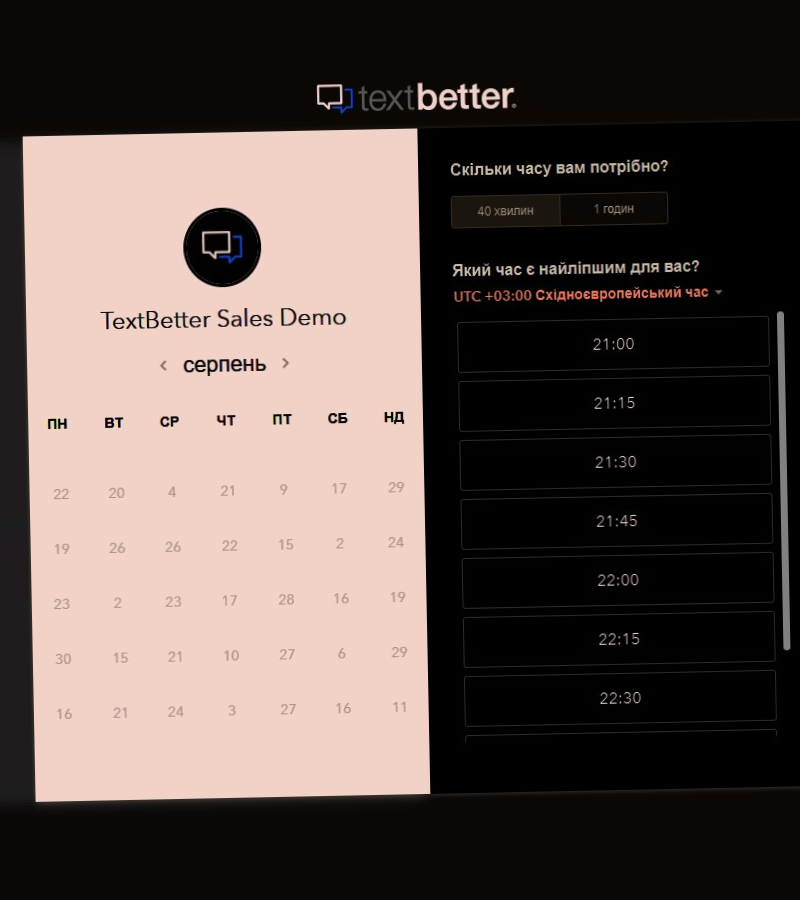 textbetter.
TextBetter Sales Demo
серпень
ПН ВТ СР ЧТ ПТ СБ НД
22 20 4 21 9 17 29
19 26 26 22 15 2 24
23 2 23 17 28 16 19
30 15 21 10 27 6 29
16 21 24 3 27 16 11
Скільки часу вам потрібно?
40 хвилин 1 годин
Який час є найліпшим для вас?
UTC +03:00 Східноєвропейський час
21:00
21:15
21:30
21:45
22:00
22:15
22:30